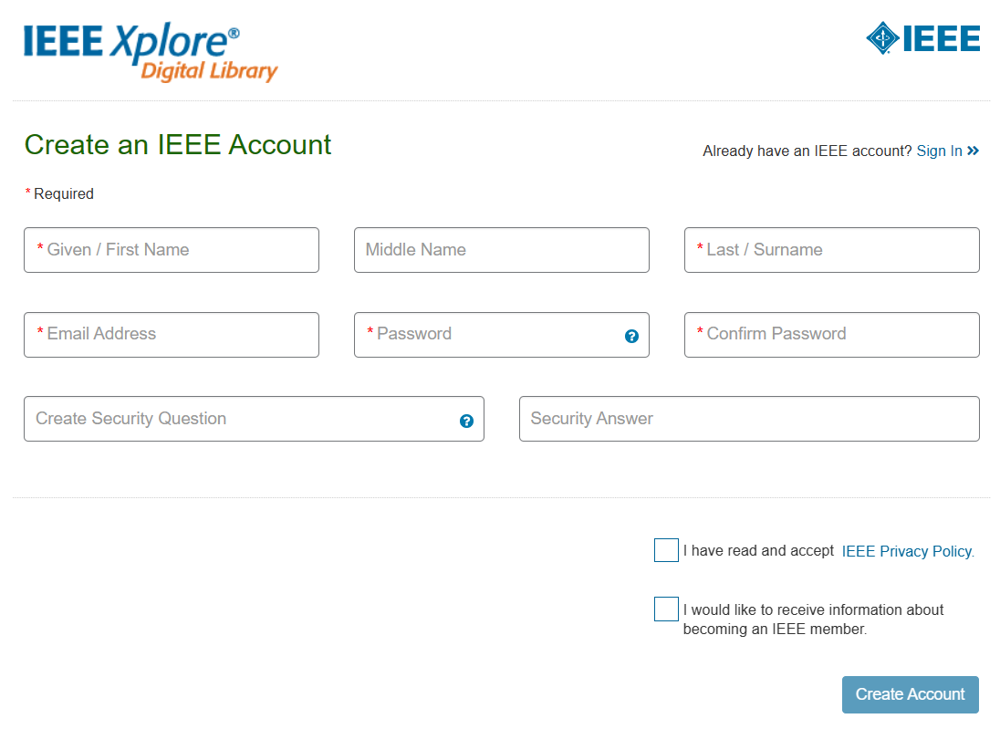 IEEE Xplore®
Digital Library
IEEE
Create an IEEE Account
Already have an IEEE account? Sign In »
* Required
* Given / First Name
Middle Name
* Last / Surname
* Email Address
* Password
?
* Confirm Password
Create Security Question
?
Security Answer
I have read and accept IEEE Privacy Policy.
I would like to receive information about
becoming an IEEE member.
Create Account